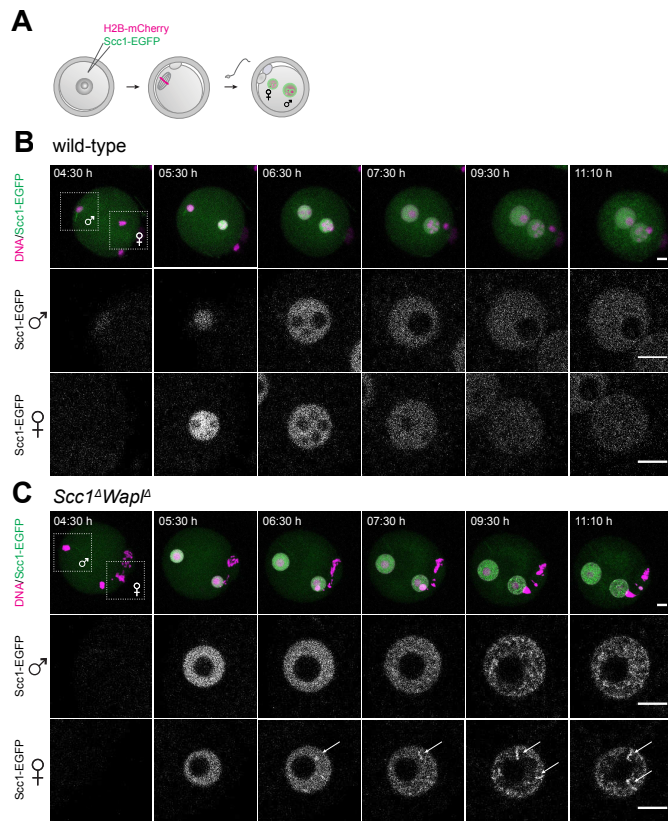 A
H2B-mCherry
Scc1-EGFP
♀
♂
B wild-type
DNA/Scc1-EGFP
04:30 h 05:30 h 06:30 h 07:30 h 09:30 h 11:10 h
♂
♀
Scc1-EGFP ♂
Scc1-EGFP ♀
C Scc1ΔWaplΔ
DNA/Scc1-EGFP
04:30 h 05:30 h 06:30 h 07:30 h 09:30 h 11:10 h
♂
♀
Scc1-EGFP ♂
Scc1-EGFP ♀